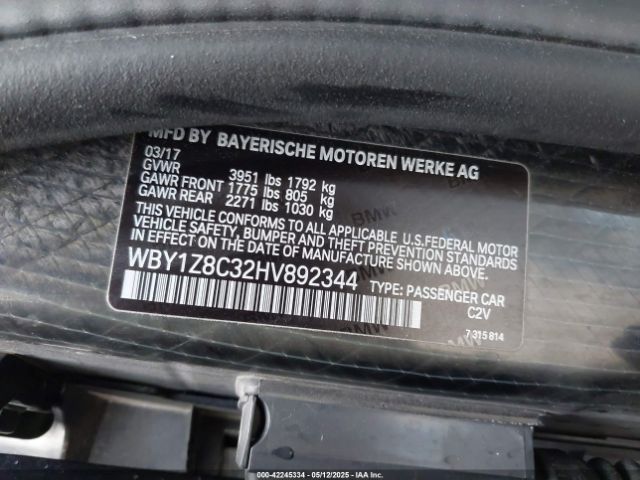 MFD BY BAYERISCHE MOTOREN WERKE AG
03/17
GVWR 3951 lbs 1792 kg
GAWR FRONT 1775 lbs 805 kg
GAWR REAR 2271 lbs 1030 kg
THIS VEHICLE CONFORMS TO ALL APPLICABLE U.S.FEDERAL MOTOR
VEHICLE SAFETY, BUMPER AND THEFT PREVENTION STANDARDS
IN EFFECT ON THE DATE OF MANUFACTURE SHOWN ABOVE.
WBY1Z8C32HV892344 TYPE: PASSENGER CAR
C2V
7 315 814
000-42245334 05/12/2025 IAAI.COM